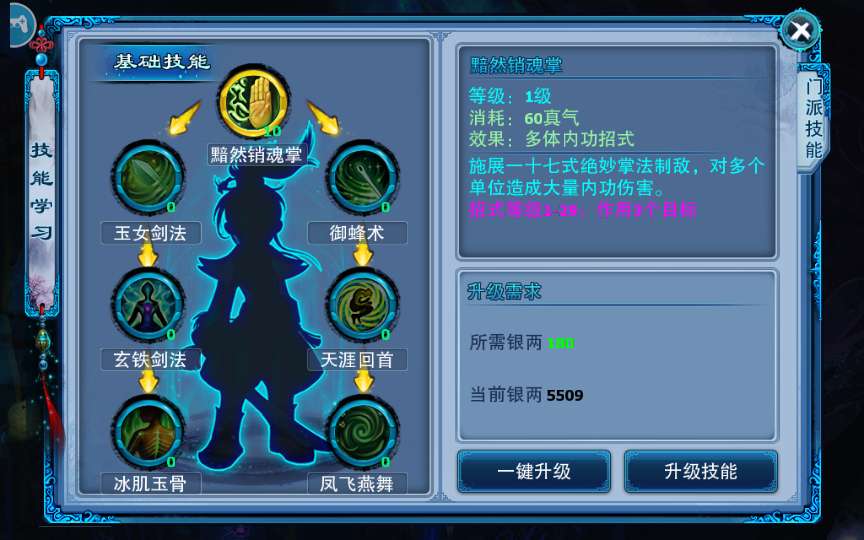 基础技能
10
黯然销魂掌
0
玉女剑法
0
御蜂术
0
玄铁剑法
0
天涯回首
0
冰肌玉骨
0
凤飞燕舞
技能学习
黯然销魂掌
等级：1级
消耗：60真气
效果：多体内功招式
施展一十七式绝妙掌法制敌，对多个
单位造成大量内功伤害。
招式等级1-29：作用3个目标
升级需求
所需银两 100
当前银两 5509
一键升级
升级技能
门派技能